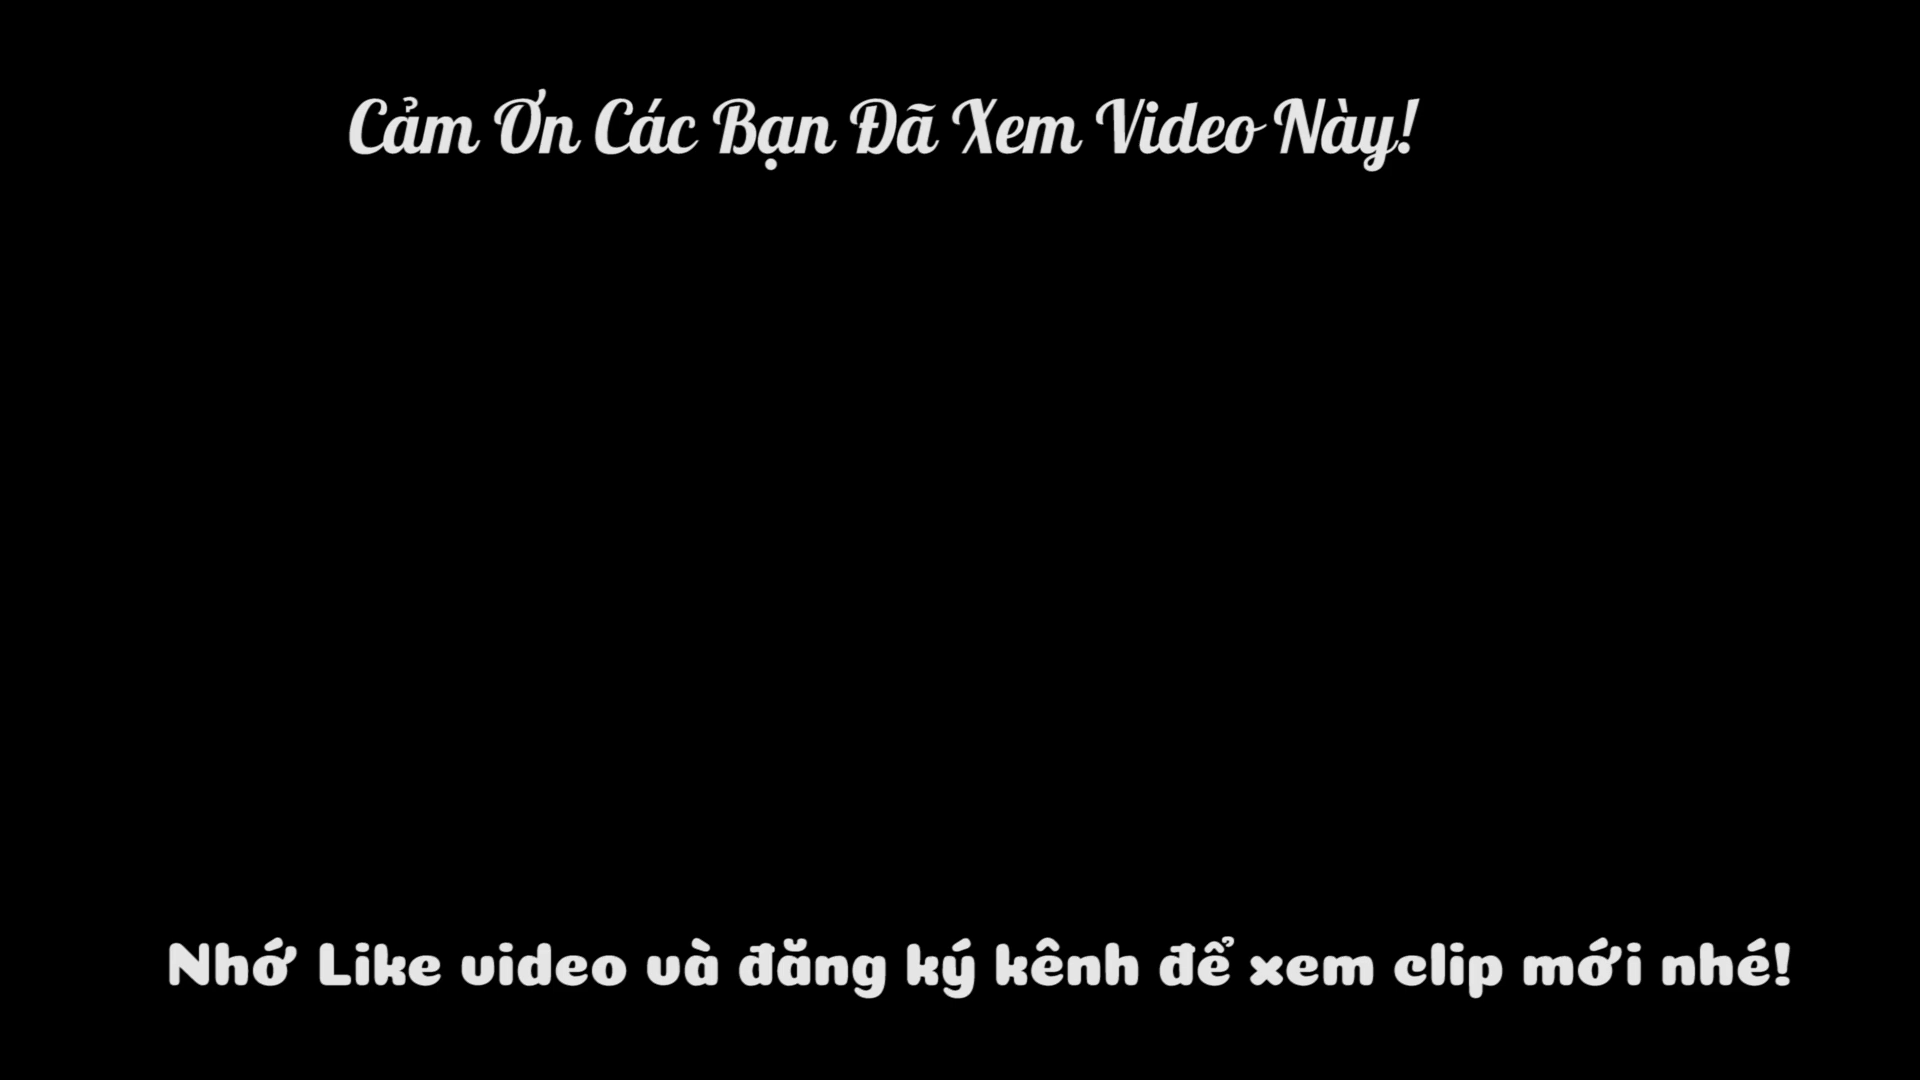 Cảm Ơn Các Bạn Đã Xem Video Này!
Nhớ Like video và đăng ký kênh để xem clip mới nhé!